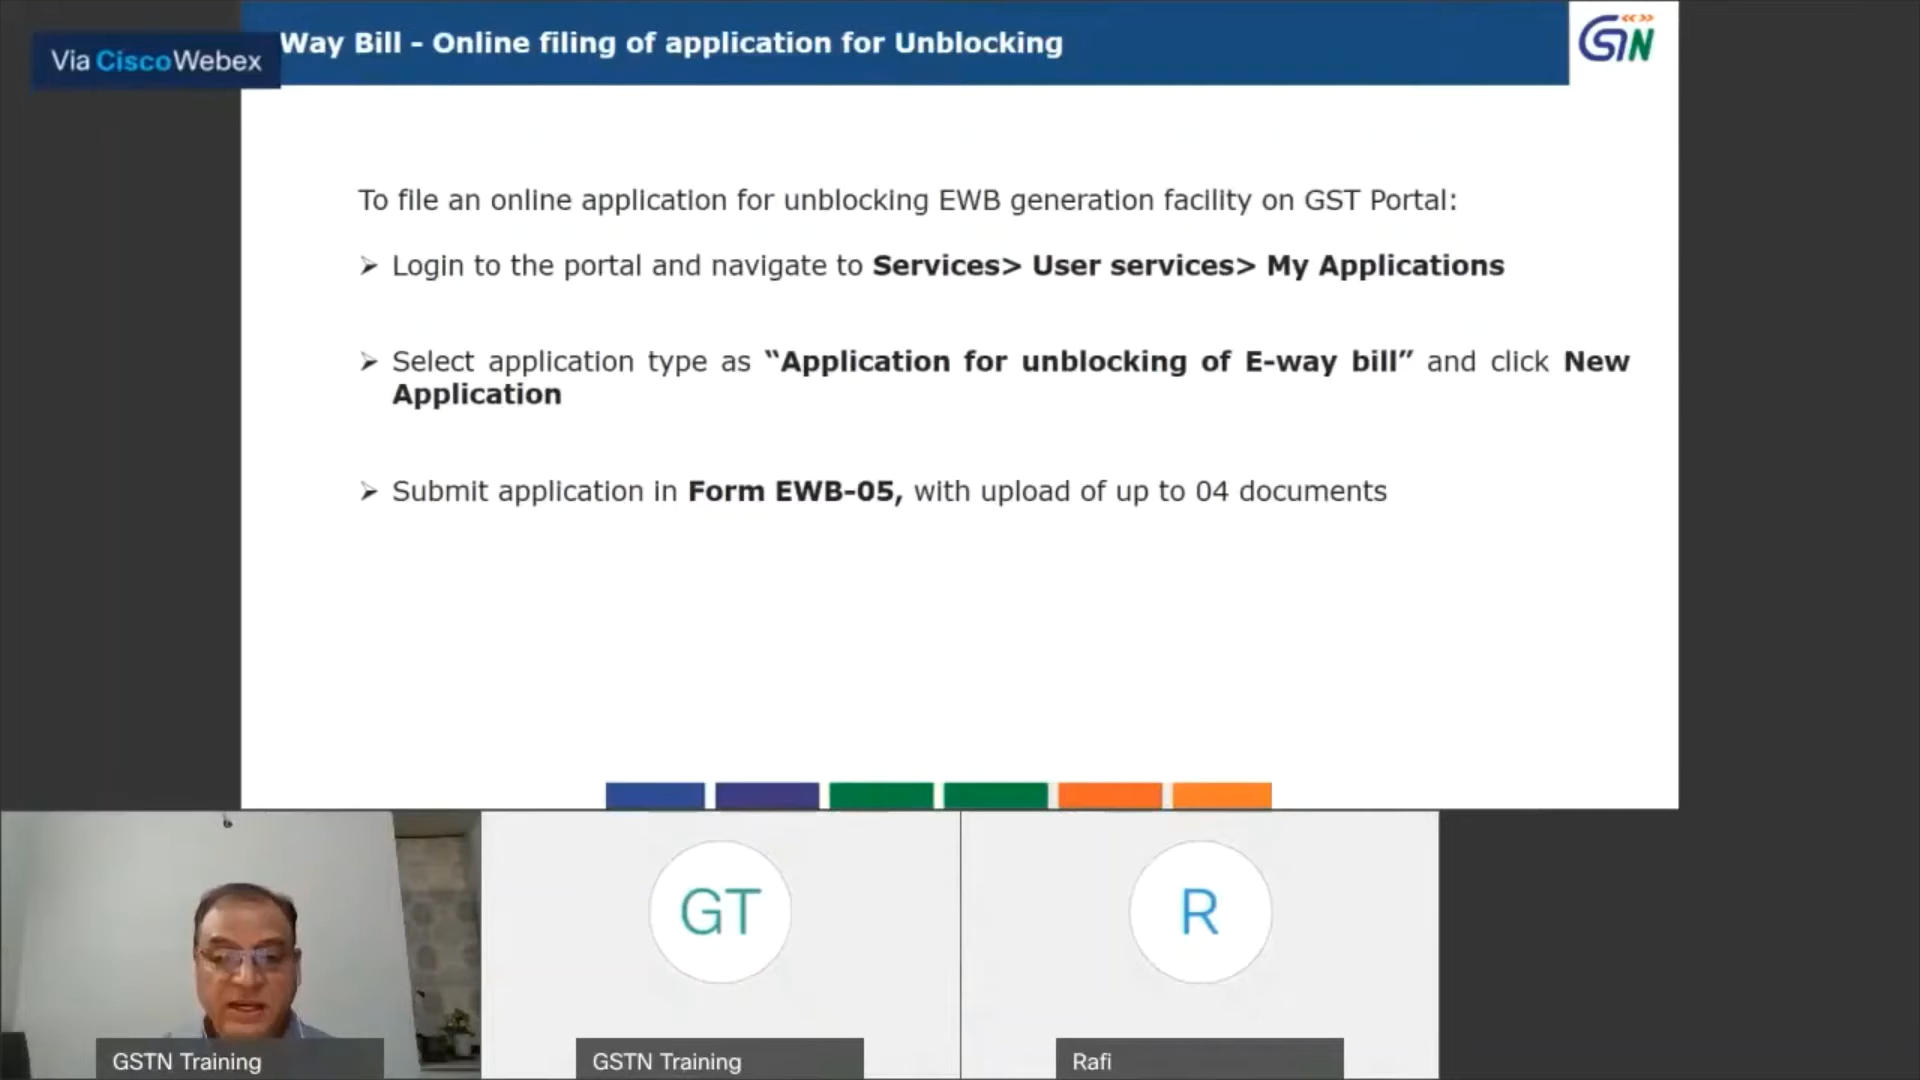 Via CiscoWebex
Way Bill – Online filing of application for Unblocking
GSTN
To file an online application for unblocking EWB generation facility on GST Portal:
➢ Login to the portal and navigate to Services> User services> My Applications
➢ Select application type as “Application for unblocking of E-way bill” and click New
Application
➢ Submit application in Form EWB-05, with upload of up to 04 documents
GT
R
GSTN Training
GSTN Training
Rafi